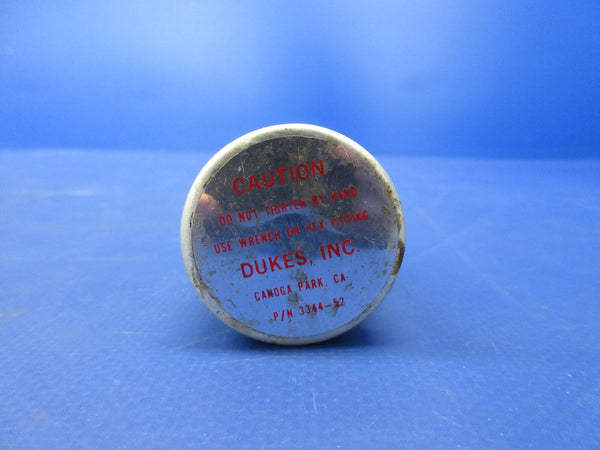 CAUTION
DO NOT TIGHTEN BY HAND
USE WRENCH ON HEX FITTING
DUKES, INC.
CANOGA PARK, CA
P/N 3344-52